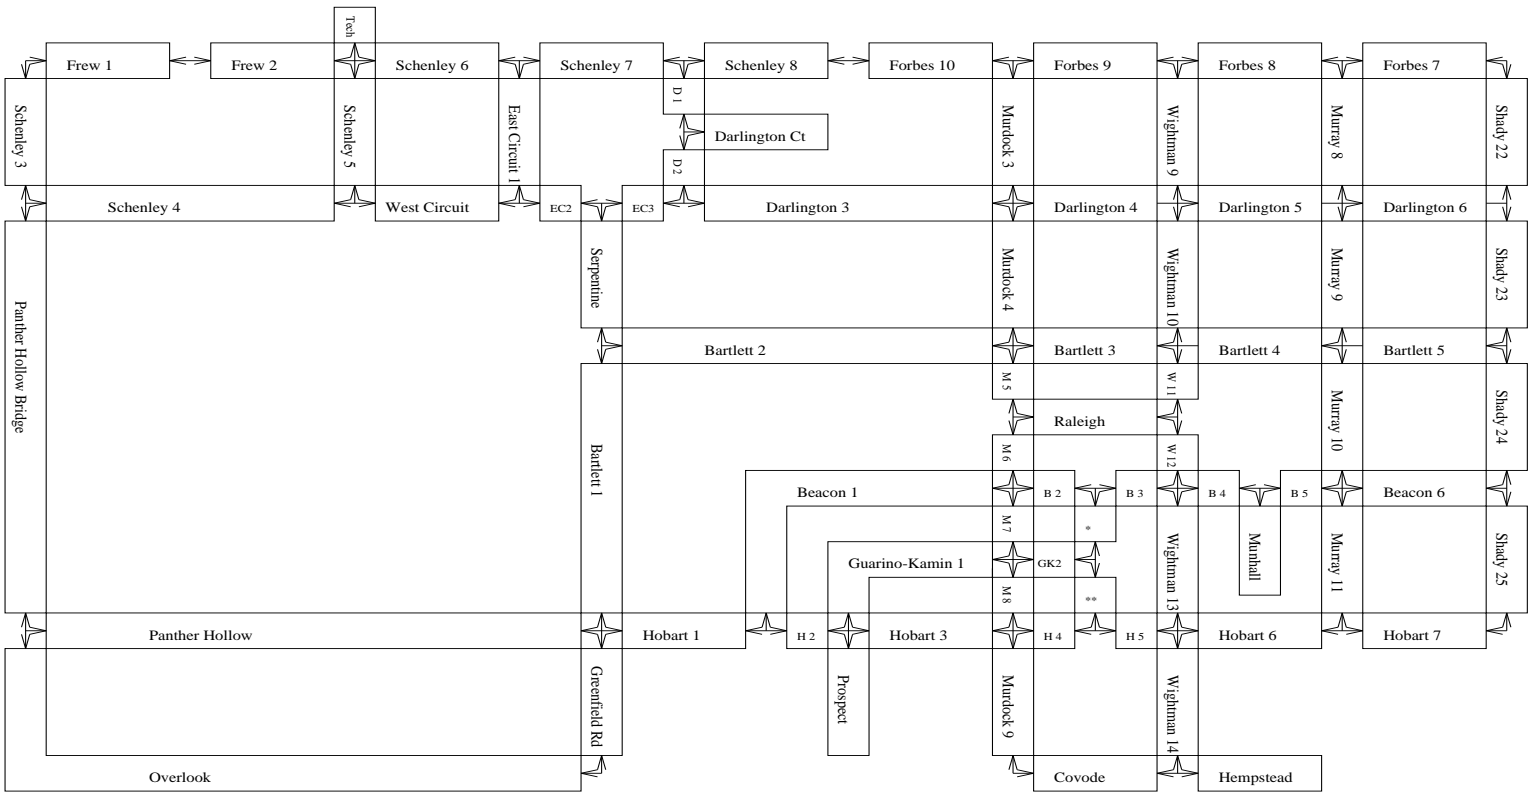 Tech
Frew 1
Frew 2
Schenley 6
Schenley 7
Schenley 8
Forbes 10
Forbes 9
Forbes 8
Forbes 7
Schenley 3
Schenley 5
East Circuit 1
D 1
Darlington Ct
D 2
Murdock 3
Wightman 9
Murray 8
Shady 22
Schenley 4
West Circuit
EC2
EC3
Darlington 3
Darlington 4
Darlington 5
Darlington 6
Panther Hollow Bridge
Serpentine
Murdock 4
Wightman 10
Murray 9
Shady 23
Bartlett 2
Bartlett 3
Bartlett 4
Bartlett 5
Bartlett 1
M 5
W 11
Raleigh
Murray 10
Shady 24
M 6
W 12
Beacon 1
B 2
B 3
B 4
B 5
Beacon 6
M 7
*
Wightman 13
Munhall
Murray 11
Shady 25
Guarino-Kamin 1
GK2
M 8
**
Panther Hollow
Hobart 1
H 2
Hobart 3
H 4
H 5
Hobart 6
Hobart 7
Greenfield Rd
Prospect
Murdock 9
Wightman 14
Overlook
Covode
Hempstead